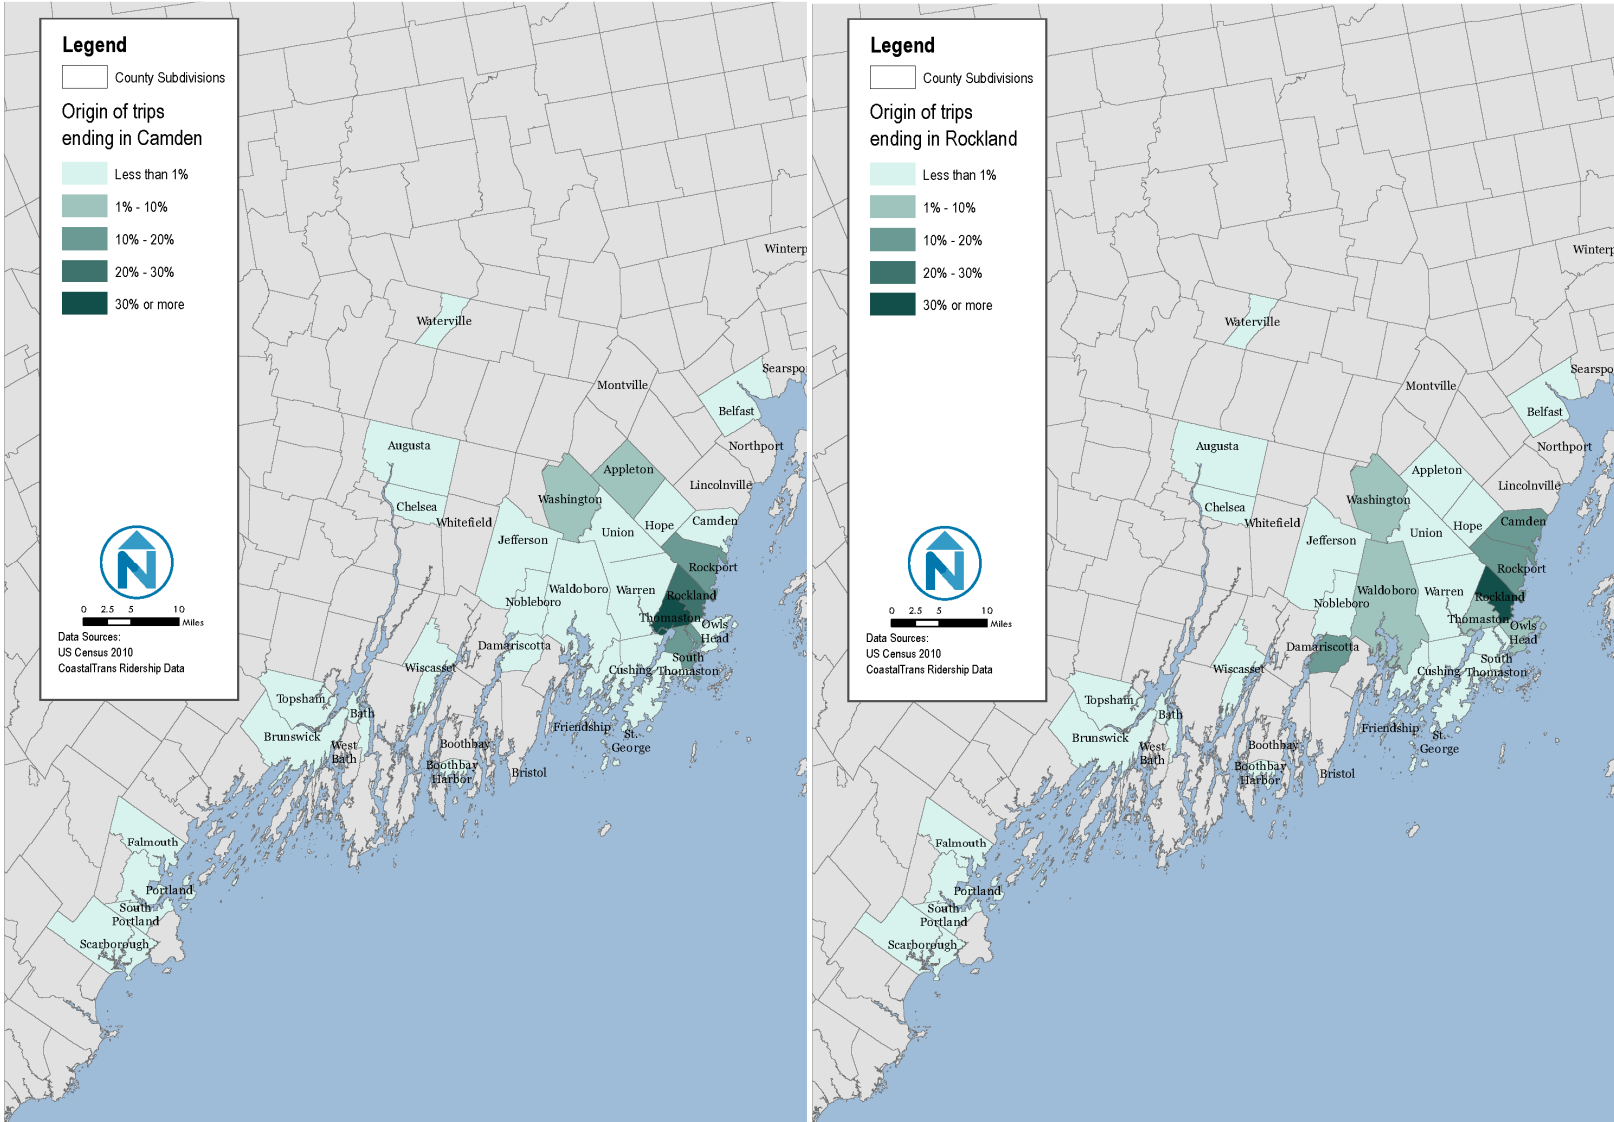 Legend
County Subdivisions
Origin of trips
ending in Camden
Less than 1%
1% - 10%
10% - 20%
20% - 30%
30% or more
N
0 2.5 5 10
Miles
Data Sources:
US Census 2010
CoastalTrans Ridership Data
Winterp
Waterville
Searspo
Montville
Belfast
Northport
Augusta
Appleton
Lincolnville
Washington
Chelsea
Whitefield
Hope
Camden
Union
Jefferson
Rockport
Waldoboro
Warren
Rockland
Nobleboro
Thomaston
Owls
Head
Damariscotta
South
Thomaston
Wiscasset
Cushing
Topsham
Bath
Friendship
St.
George
Brunswick
West
Bath
Boothbay
Boothbay
Harbor
Bristol
Falmouth
Portland
South
Portland
Scarborough
Legend
County Subdivisions
Origin of trips
ending in Rockland
Less than 1%
1% - 10%
10% - 20%
20% - 30%
30% or more
N
0 2.5 5 10
Miles
Data Sources:
US Census 2010
CoastalTrans Ridership Data
Winterp
Waterville
Searspo
Montville
Belfast
Northport
Augusta
Appleton
Lincolnville
Washington
Chelsea
Whitefield
Hope
Camden
Union
Jefferson
Rockport
Waldoboro
Warren
Rockland
Nobleboro
Thomaston
Owls
Head
Damariscotta
South
Thomaston
Wiscasset
Cushing
Topsham
Bath
Friendship
St.
George
Brunswick
West
Bath
Boothbay
Boothbay
Harbor
Bristol
Falmouth
Portland
South
Portland
Scarborough